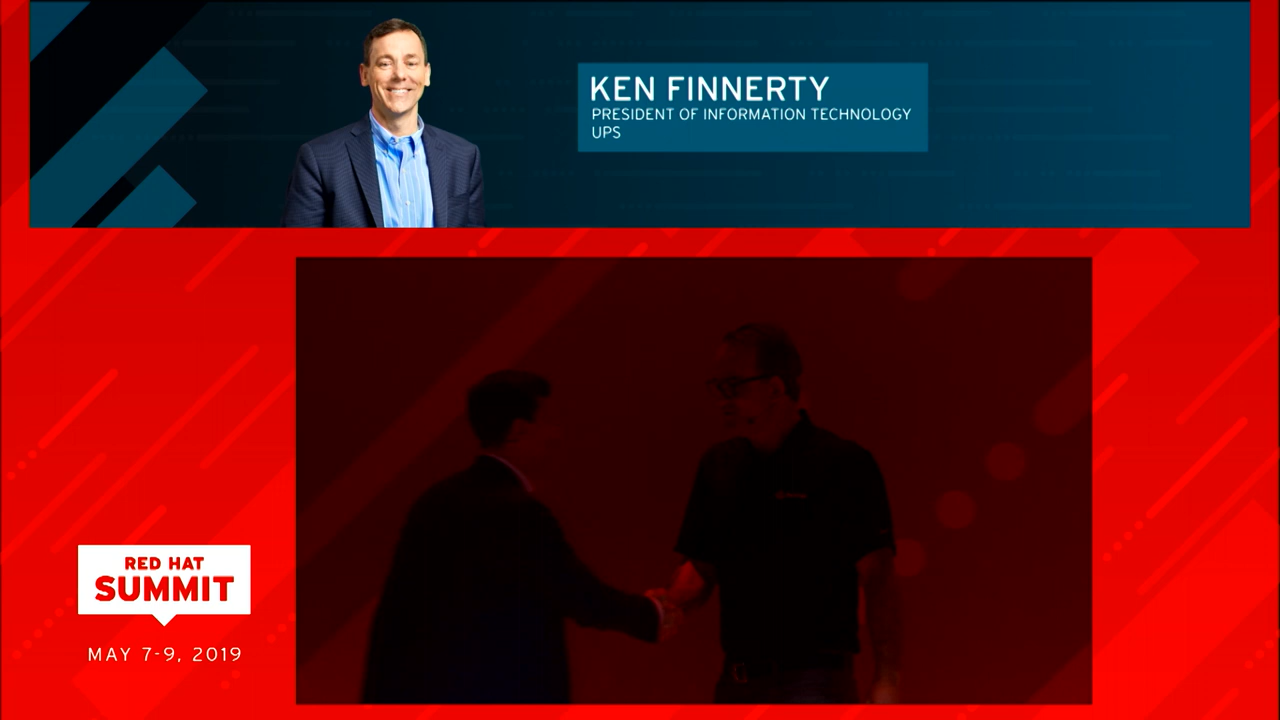 KEN FINNERTY
PRESIDENT OF INFORMATION TECHNOLOGY
UPS
RED HAT
SUMMIT
MAY 7-9, 2019